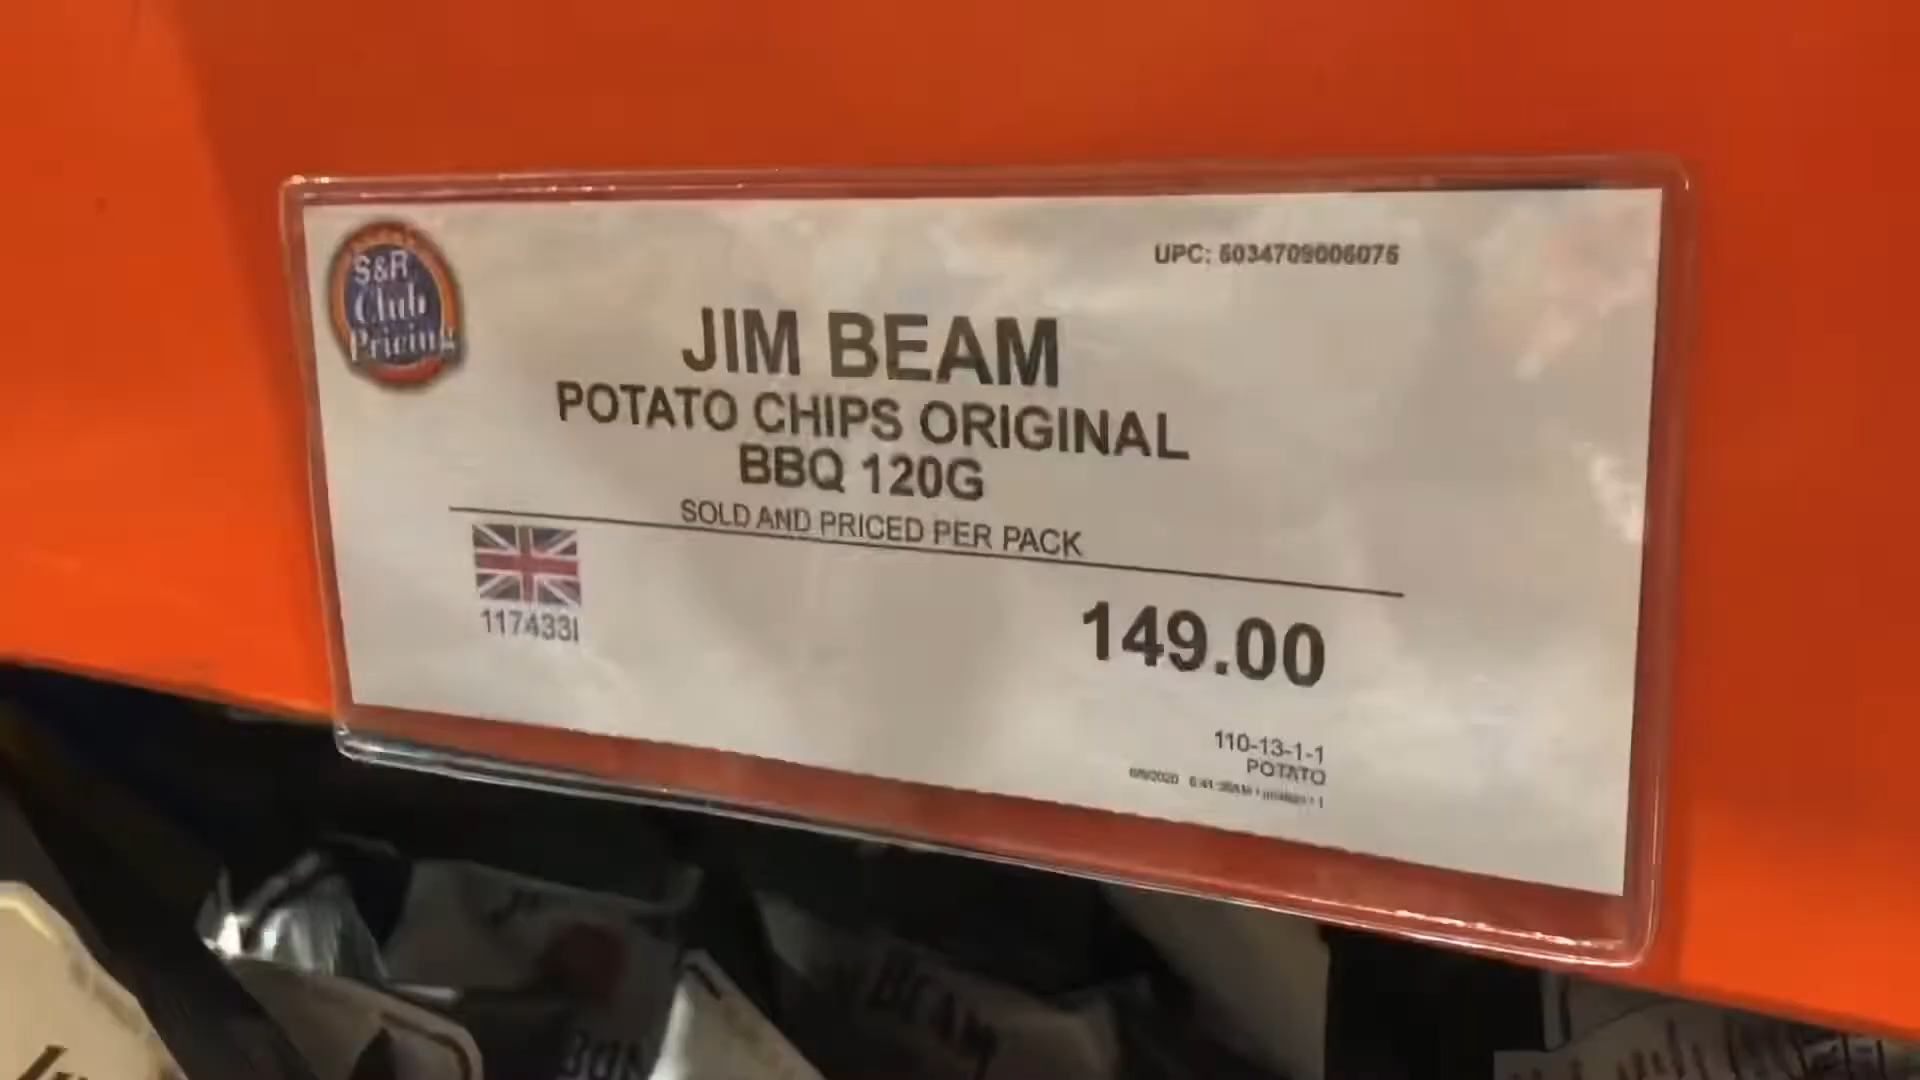 S&R
Club
Pricing
UPC: 5034709006075
JIM BEAM
POTATO CHIPS ORIGINAL
BBQ 120G
SOLD AND PRICED PER PACK
117433I
149.00
110-13-1-1
POTATO
BEAM